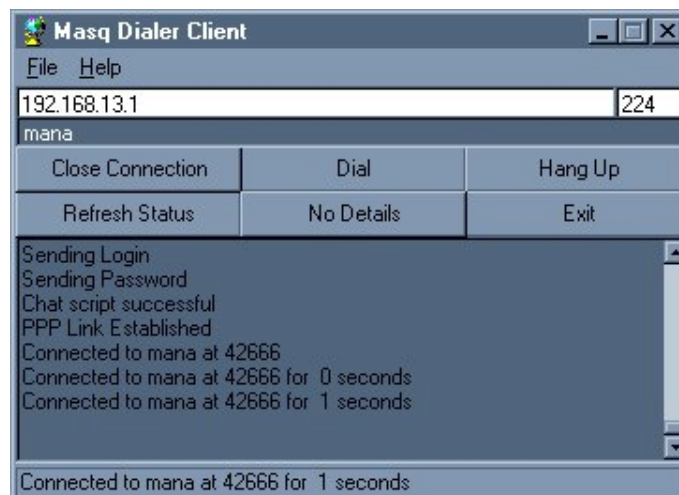 Masq Dialer Client
File Help
192.168.13.1 224
mana
Close Connection Dial Hang Up
Refresh Status No Details Exit
Sending Login
Sending Password
Chat script successful
PPP Link Established
Connected to mana at 42666
Connected to mana at 42666 for 0 seconds
Connected to mana at 42666 for 1 seconds
Connected to mana at 42666 for 1 seconds